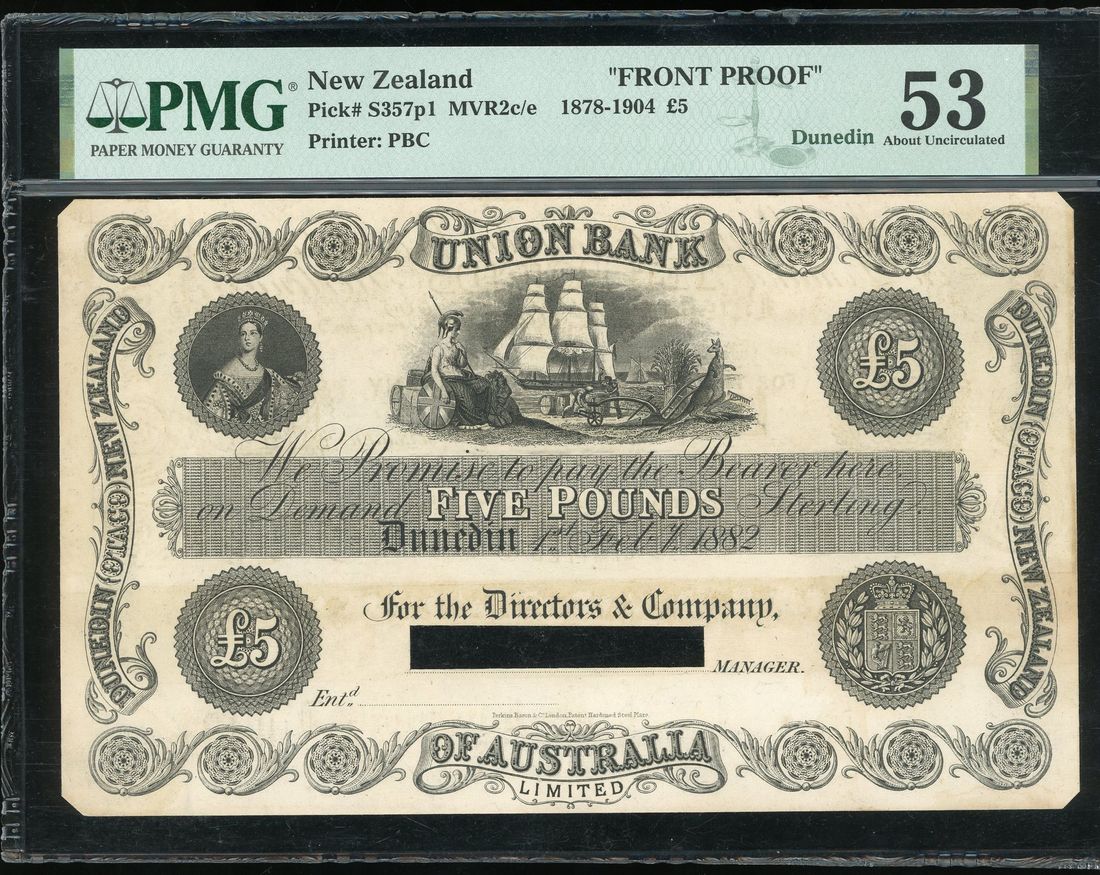 PMG®
PAPER MONEY GUARANTY
New Zealand "FRONT PROOF"
Pick# S357p1 MVR2c/e 1878-1904 £5
Printer: PBC
Dunedin
53
About Uncirculated
UNION BANK
DUNEDIN (OTAGO) NEW ZEALAND
£5
DUNEDIN (OTAGO) NEW ZEALAND
We Promise to pay the Bearer here
on Demand FIVE POUNDS Sterling.
Dunedin 1st Feby. 1882
£5
For the Directors & Company,
MANAGER.
Entd.
Perkins Bacon & Co. London, Patent Hardened Steel Plate.
OF AUSTRALIA
LIMITED